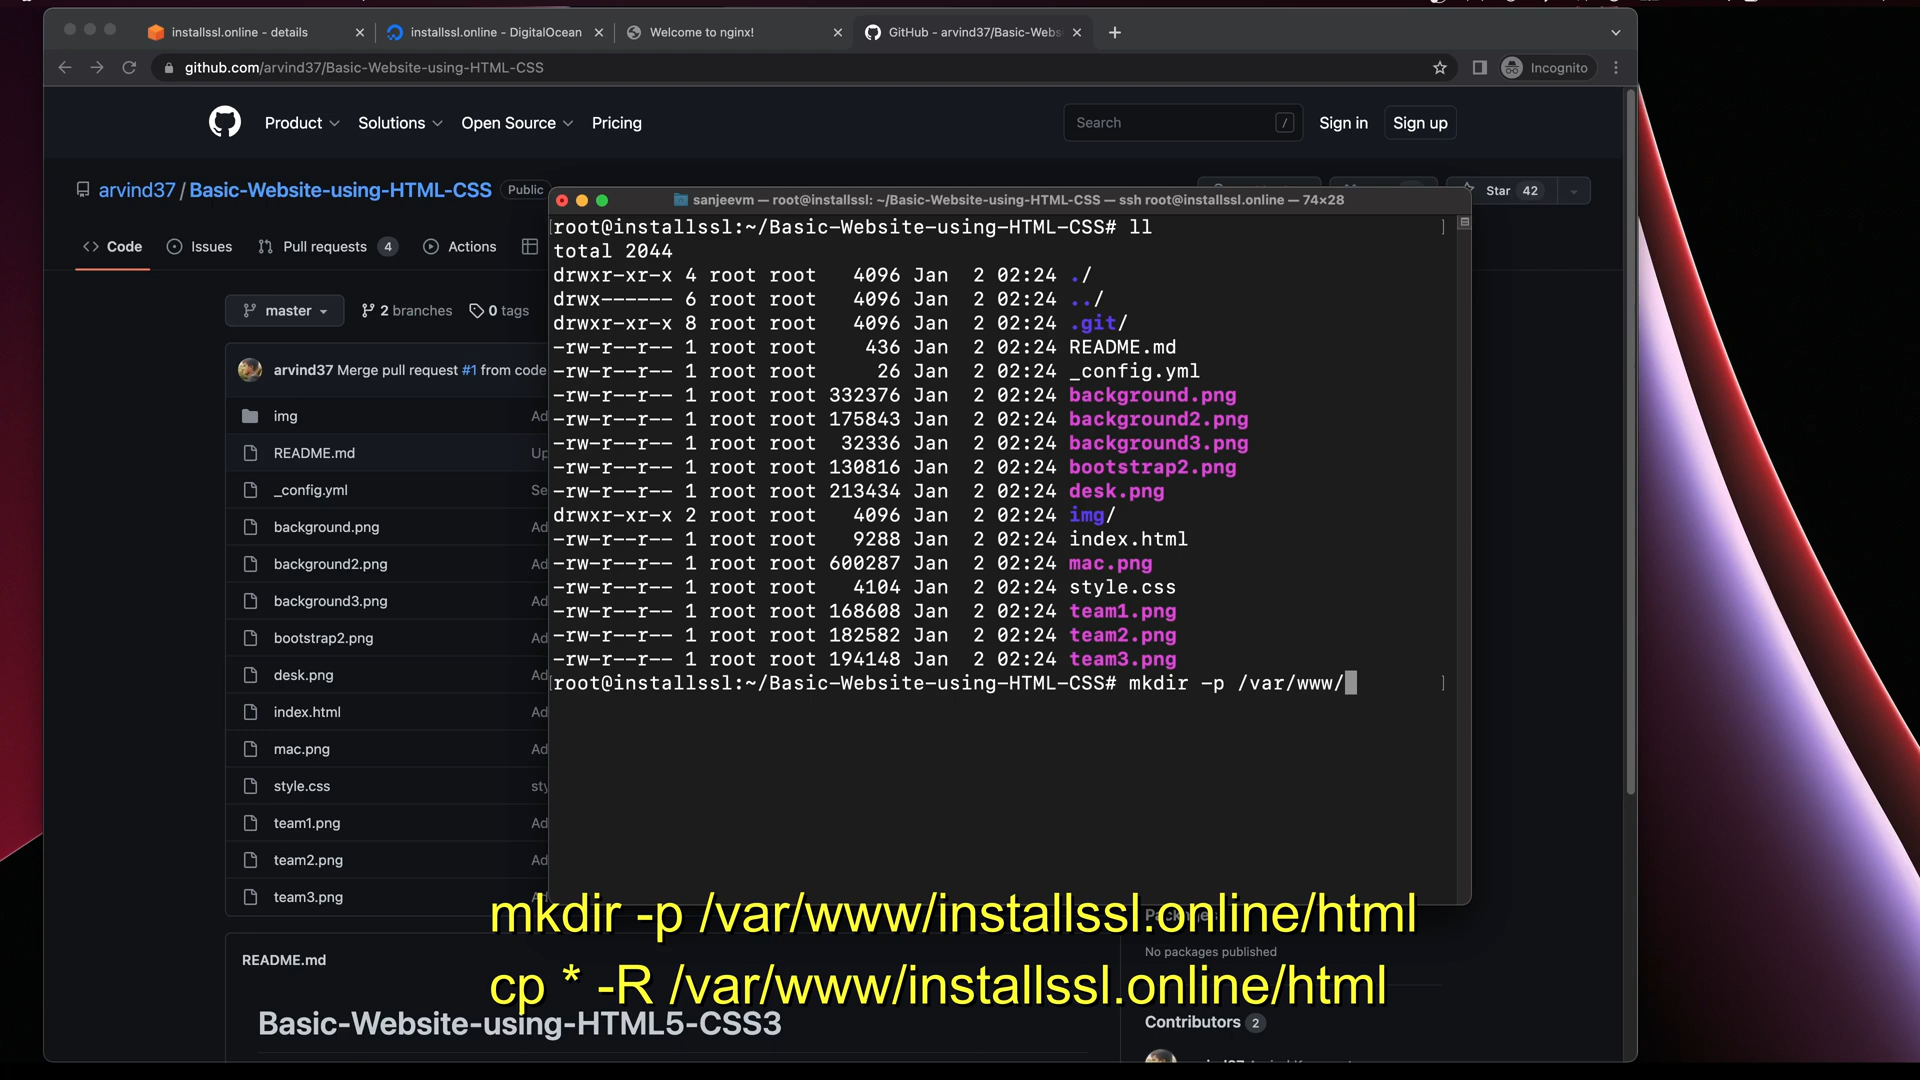 installssl.online - details
installssl.online - DigitalOcean
Welcome to nginx!
GitHub - arvind37/Basic-Webs
github.com/arvind37/Basic-Website-using-HTML-CSS
Incognito
Product
Solutions
Open Source
Pricing
Search
/
Sign in
Sign up
arvind37 / Basic-Website-using-HTML-CSS
Public
Star 42
Code
Issues
Pull requests 4
Actions
master
2 branches
0 tags
arvind37 Merge pull request #1 from code
img Ad
README.md Up
_config.yml Se
background.png Ad
background2.png Ad
background3.png Ad
bootstrap2.png Ad
desk.png Ad
index.html Ad
mac.png Ad
style.css sty
team1.png Ad
team2.png Ad
team3.png Ad
sanjeevm — root@installssl: ~/Basic-Website-using-HTML-CSS — ssh root@installssl.online — 74×28
[root@installssl:~/Basic-Website-using-HTML-CSS# ll ]
total 2044
drwxr-xr-x 4 root root 4096 Jan 2 02:24 ./
drwx------ 6 root root 4096 Jan 2 02:24 ../
drwxr-xr-x 8 root root 4096 Jan 2 02:24 .git/
-rw-r--r-- 1 root root 436 Jan 2 02:24 README.md
-rw-r--r-- 1 root root 26 Jan 2 02:24 _config.yml
-rw-r--r-- 1 root root 332376 Jan 2 02:24 background.png
-rw-r--r-- 1 root root 175843 Jan 2 02:24 background2.png
-rw-r--r-- 1 root root 32336 Jan 2 02:24 background3.png
-rw-r--r-- 1 root root 130816 Jan 2 02:24 bootstrap2.png
-rw-r--r-- 1 root root 213434 Jan 2 02:24 desk.png
drwxr-xr-x 2 root root 4096 Jan 2 02:24 img/
-rw-r--r-- 1 root root 9288 Jan 2 02:24 index.html
-rw-r--r-- 1 root root 600287 Jan 2 02:24 mac.png
-rw-r--r-- 1 root root 4104 Jan 2 02:24 style.css
-rw-r--r-- 1 root root 168608 Jan 2 02:24 team1.png
-rw-r--r-- 1 root root 182582 Jan 2 02:24 team2.png
-rw-r--r-- 1 root root 194148 Jan 2 02:24 team3.png
[root@installssl:~/Basic-Website-using-HTML-CSS# mkdir -p /var/www/ ]
mkdir -p /var/www/installssl.online/html
cp * -R /var/www/installssl.online/html
Packages
No packages published
README.md
Basic-Website-using-HTML5-CSS3
Contributors 2